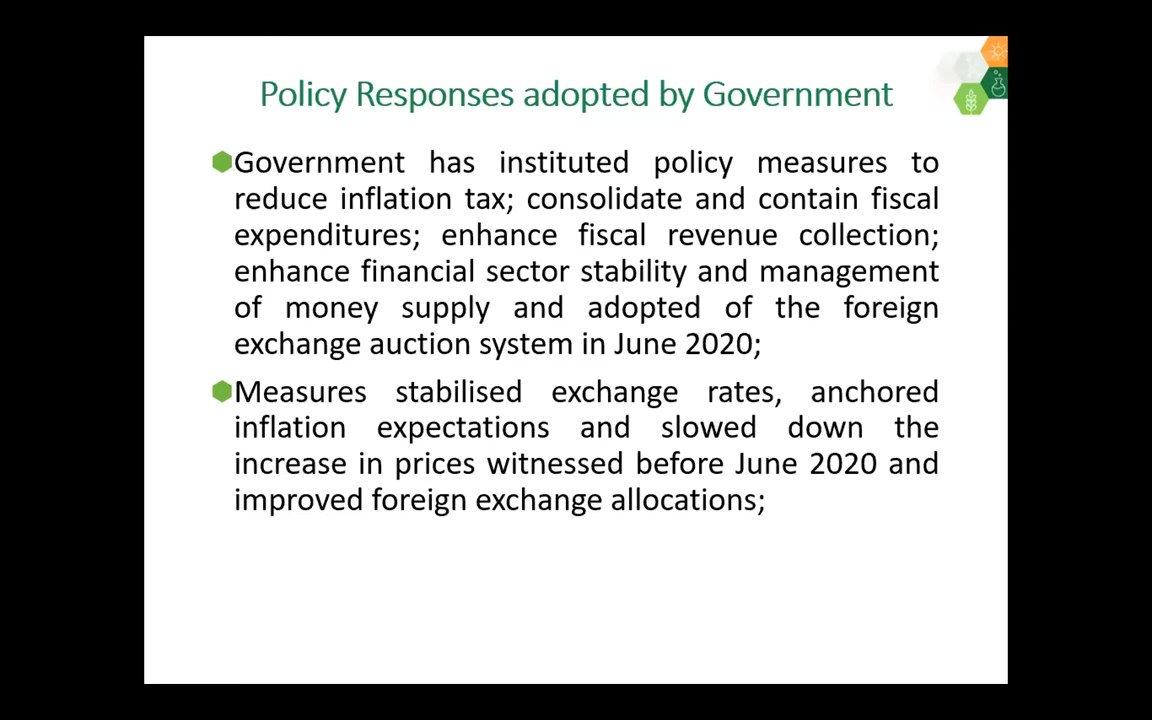 Policy Responses adopted by Government
Government has instituted policy measures to
reduce inflation tax; consolidate and contain fiscal
expenditures; enhance fiscal revenue collection;
enhance financial sector stability and management
of money supply and adopted of the foreign
exchange auction system in June 2020;
Measures stabilised exchange rates, anchored
inflation expectations and slowed down the
increase in prices witnessed before June 2020 and
improved foreign exchange allocations;